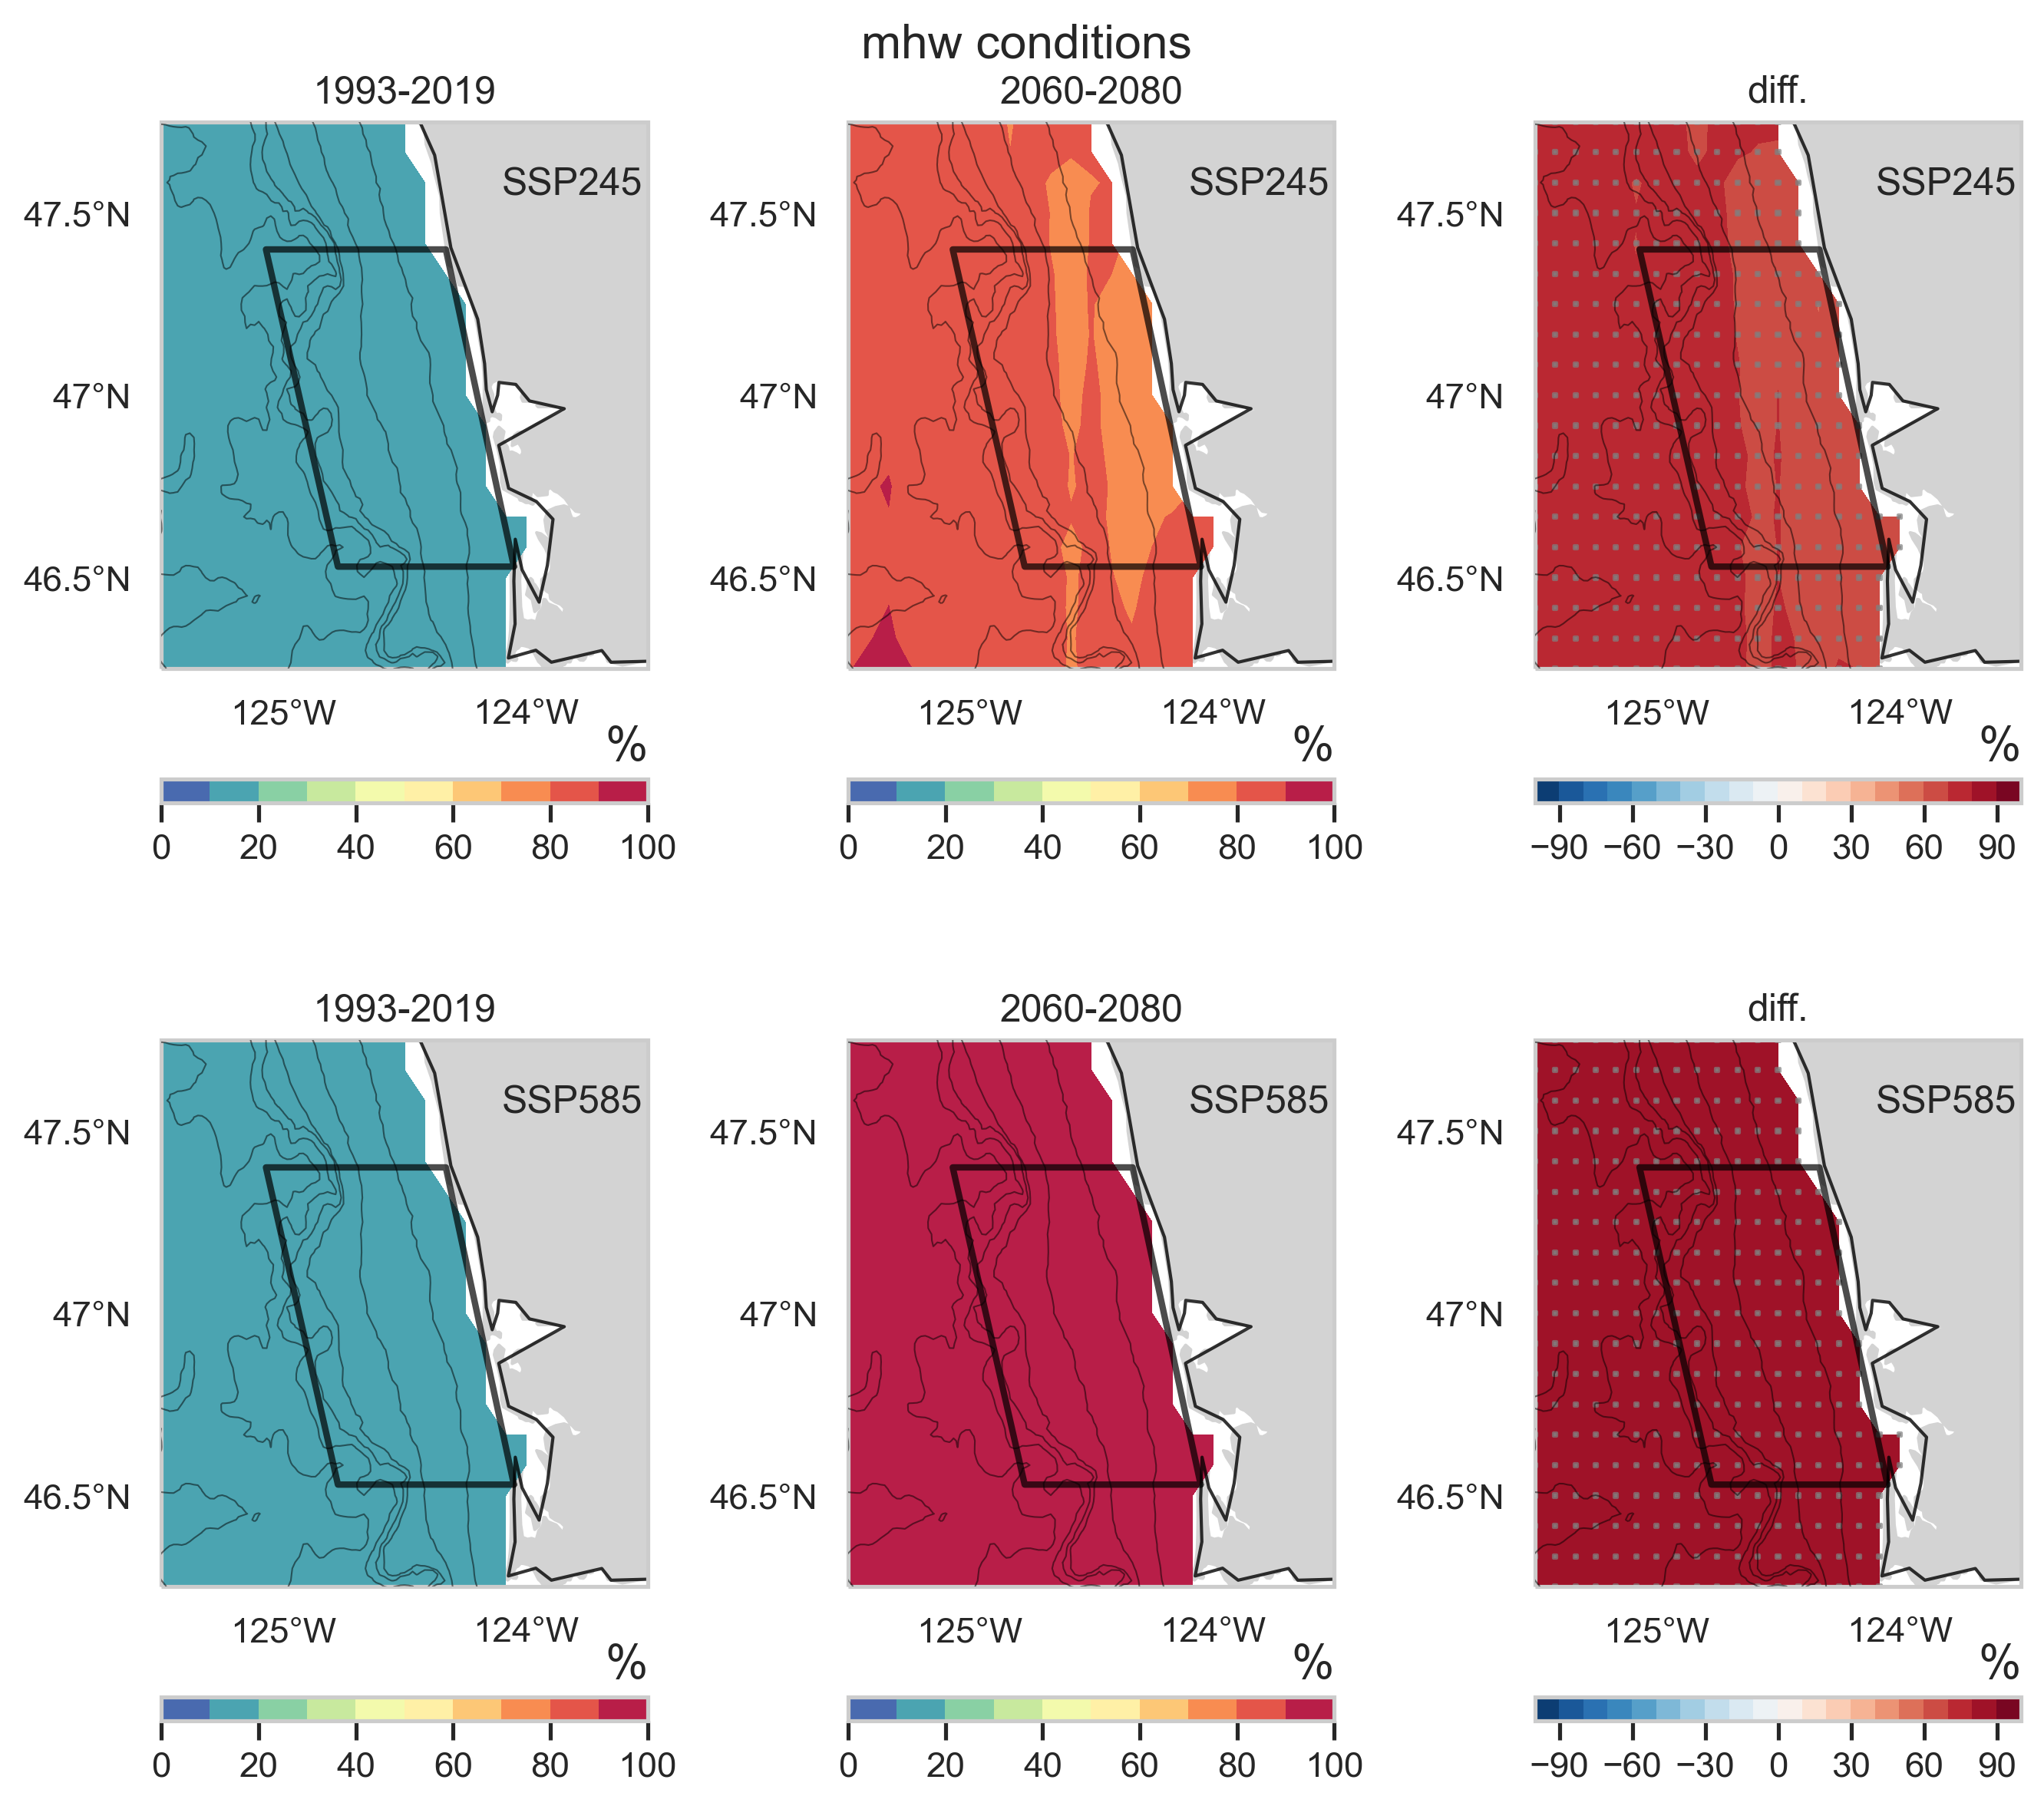 mhw conditions
1993-2019 2060-2080 diff.
SSP245 SSP245 SSP245
47.5°N 47.5°N 47.5°N
47°N 47°N 47°N
46.5°N 46.5°N 46.5°N
125°W 124°W 125°W 124°W 125°W 124°W
% % %
0 20 40 60 80 100 0 20 40 60 80 100 −90 −60 −30 0 30 60 90
1993-2019 2060-2080 diff.
SSP585 SSP585 SSP585
47.5°N 47.5°N 47.5°N
47°N 47°N 47°N
46.5°N 46.5°N 46.5°N
125°W 124°W 125°W 124°W 125°W 124°W
% % %
0 20 40 60 80 100 0 20 40 60 80 100 −90 −60 −30 0 30 60 90